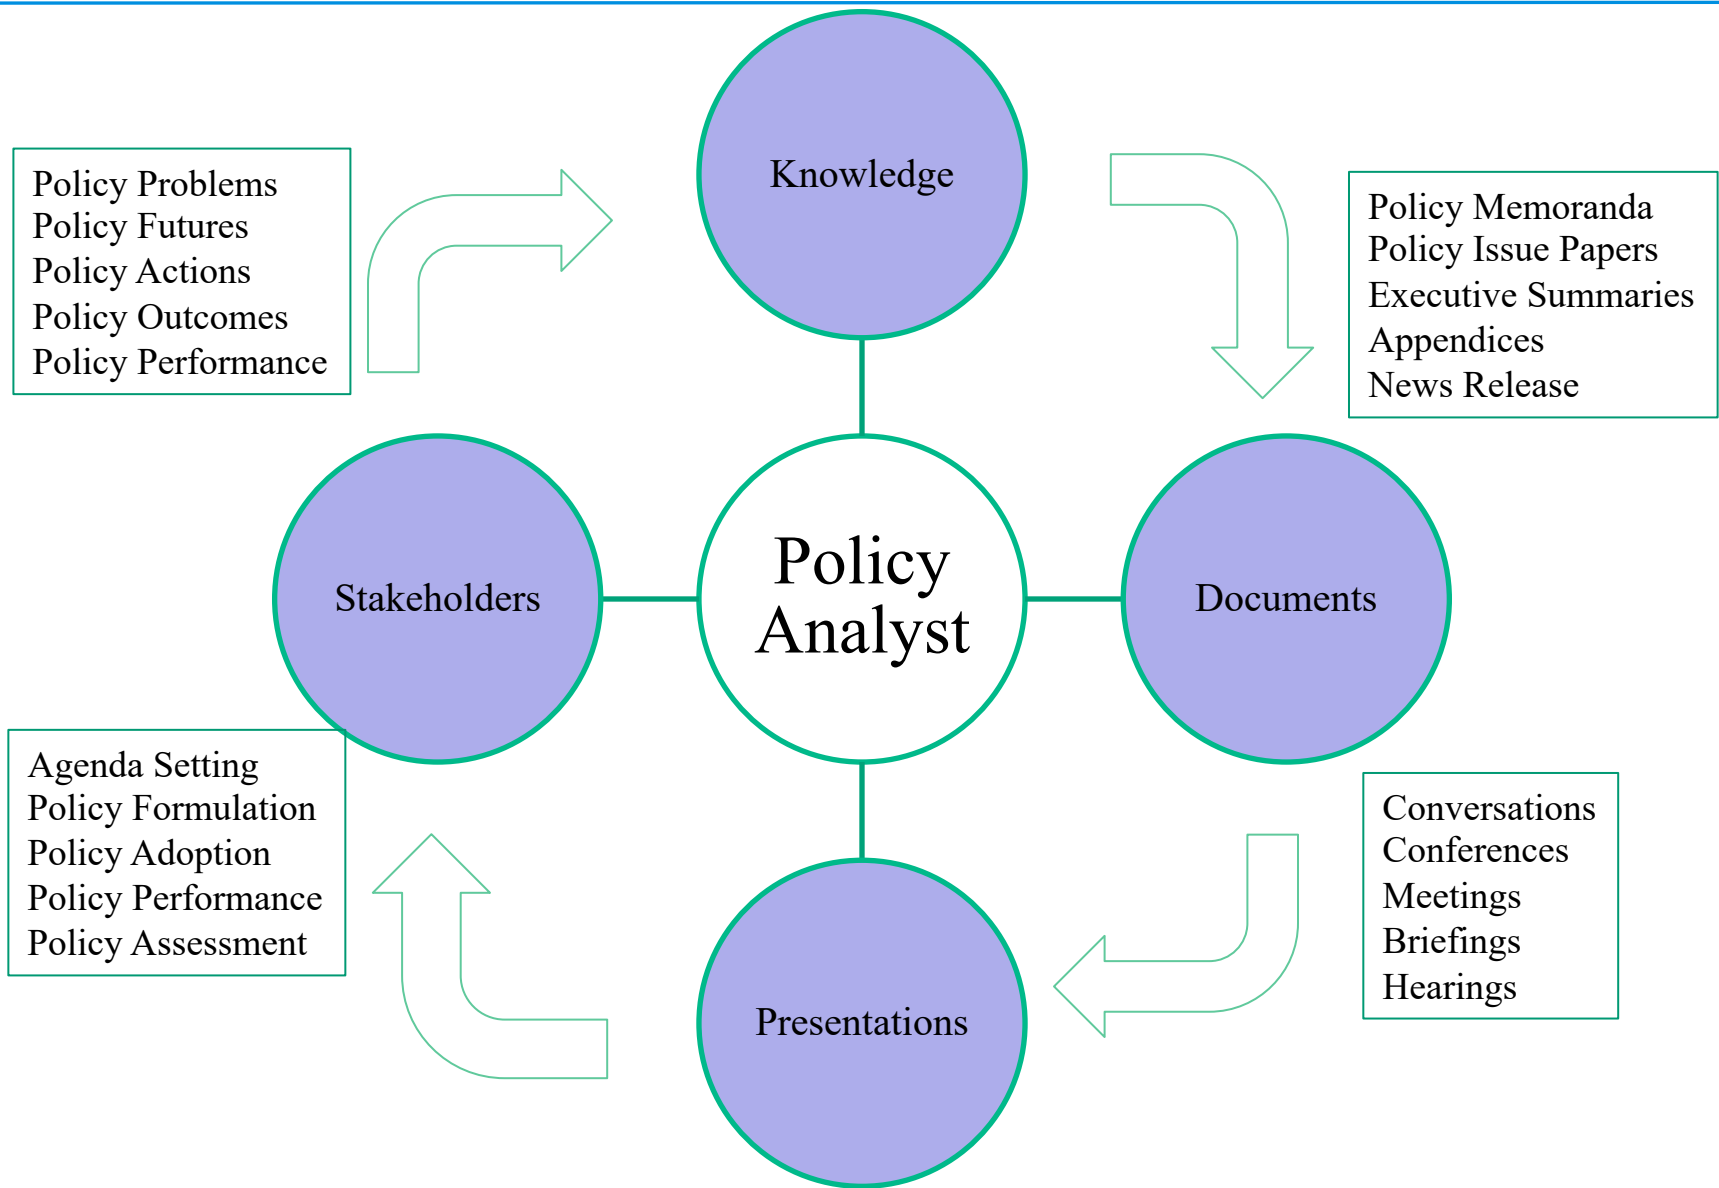 Knowledge
Policy Problems
Policy Futures
Policy Actions
Policy Outcomes
Policy Performance
Policy Memoranda
Policy Issue Papers
Executive Summaries
Appendices
News Release
Stakeholders
Policy
Analyst
Documents
Agenda Setting
Policy Formulation
Policy Adoption
Policy Performance
Policy Assessment
Conversations
Conferences
Meetings
Briefings
Hearings
Presentations